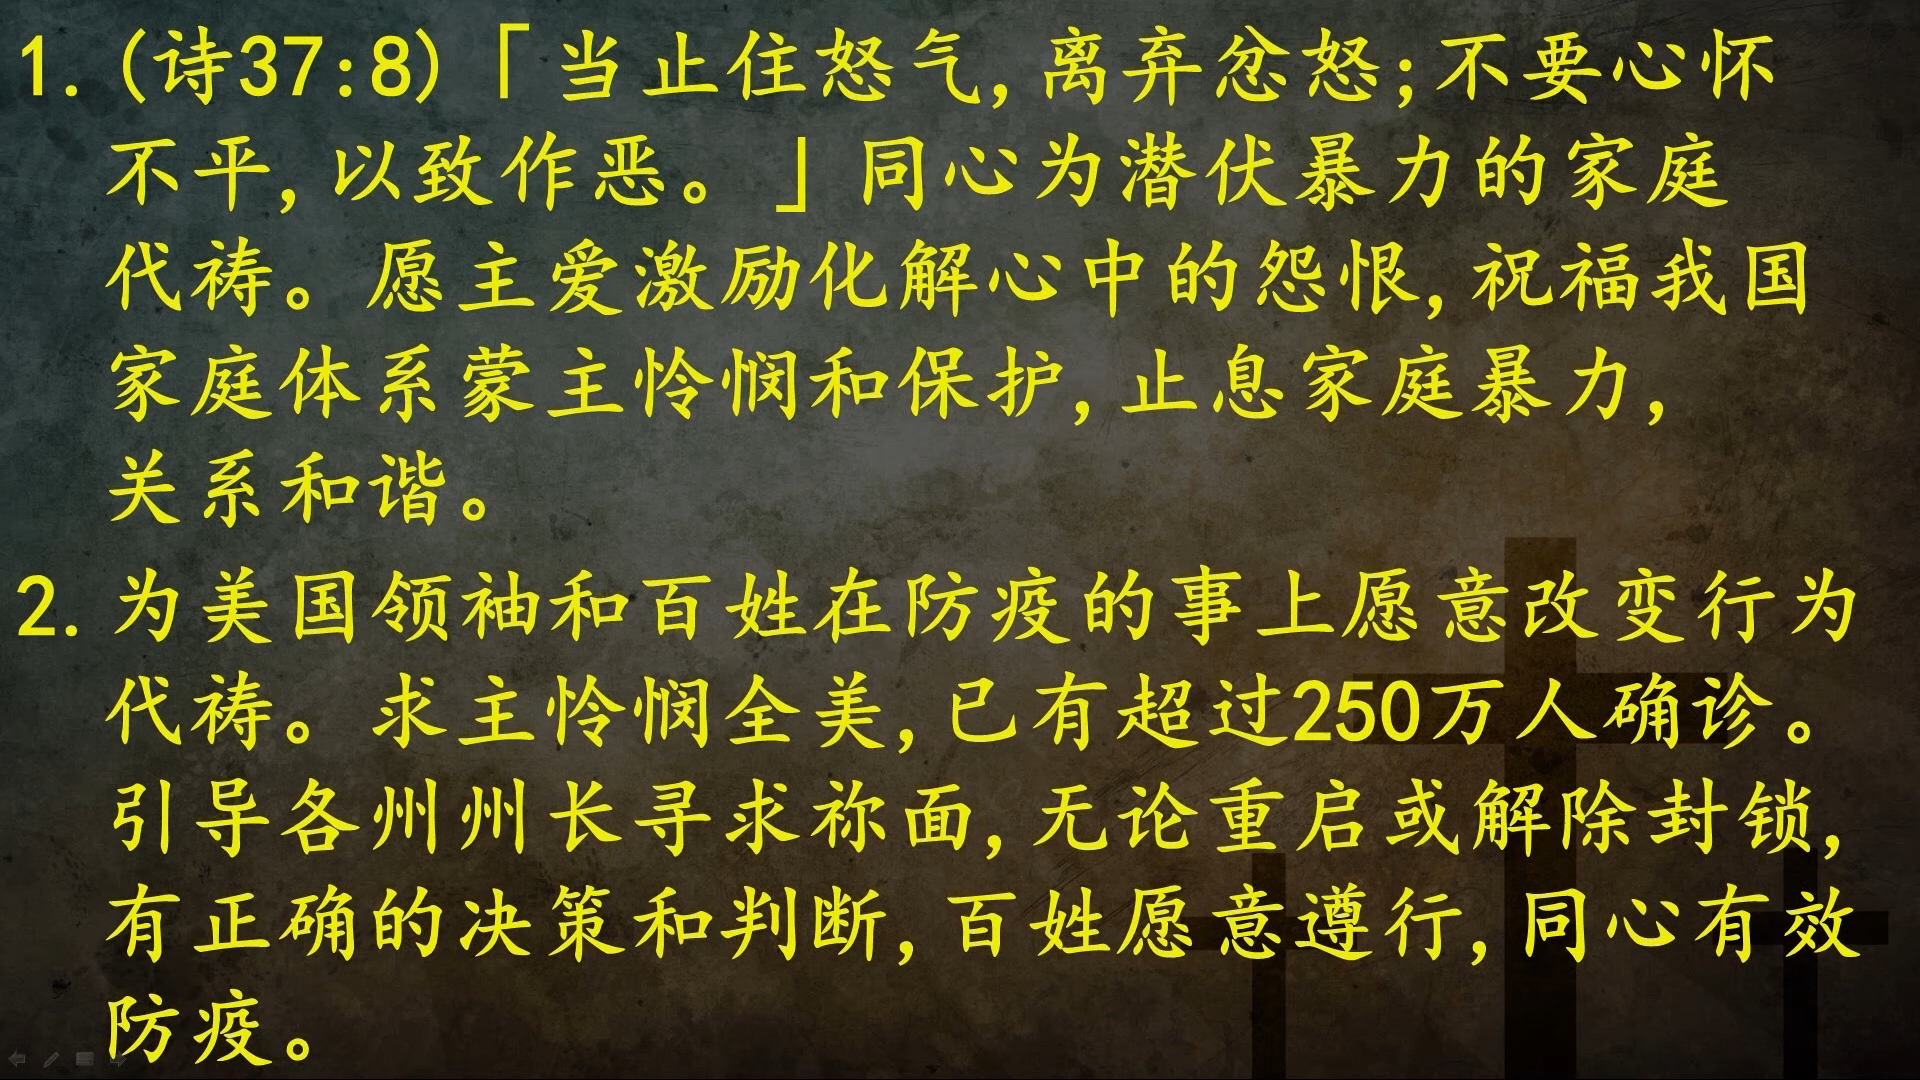 1. (诗37:8)「当止住怒气,离弃忿怒;不要心怀
不平,以致作恶。」同心为潜伏暴力的家庭
代祷。愿主爱激励化解心中的怨恨,祝福我国
家庭体系蒙主怜悯和保护,止息家庭暴力,
关系和谐。
2. 为美国领袖和百姓在防疫的事上愿意改变行为
代祷。求主怜悯全美,已有超过250万人确诊。
引导各州州长寻求祢面,无论重启或解除封锁,
有正确的决策和判断,百姓愿意遵行,同心有效
防疫。